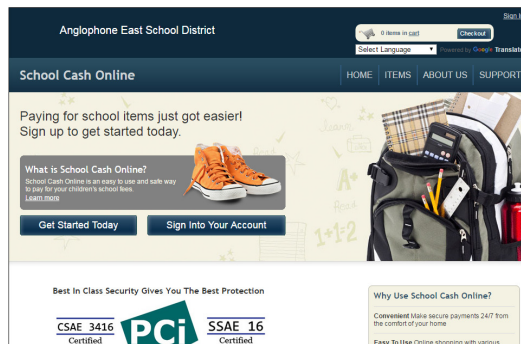 Sign In
Anglophone East School District
0 items in cart
Checkout
Select Language
Powered by Google Translate
School Cash Online
HOME
ITEMS
ABOUT US
SUPPORT
Paying for school items just got easier!
Sign up to get started today.
What is School Cash Online?
School Cash Online is an easy to use and safe way
to pay for your children's school fees.
Learn more
Get Started Today
Sign Into Your Account
A+
1+1=2
Best In Class Security Gives You The Best Protection
CSAE 3416
Certified
PCi
SSAE 16
Certified
Why Use School Cash Online?
Convenient Make secure payments 24/7 from
the comfort of your home
Easy To Use Online shopping with various